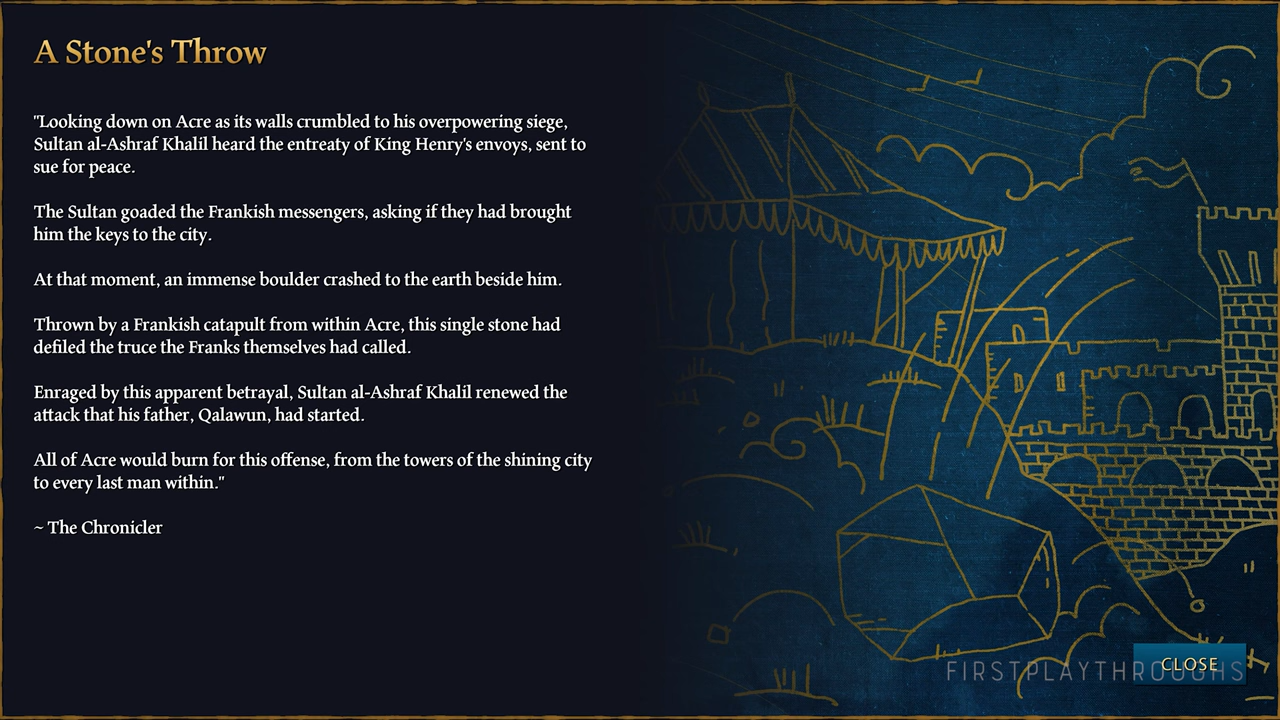 A Stone's Throw
"Looking down on Acre as its walls crumbled to his overpowering siege,
Sultan al-Ashraf Khalil heard the entreaty of King Henry's envoys, sent to
sue for peace.
The Sultan goaded the Frankish messengers, asking if they had brought
him the keys to the city.
At that moment, an immense boulder crashed to the earth beside him.
Thrown by a Frankish catapult from within Acre, this single stone had
defiled the truce the Franks themselves had called.
Enraged by this apparent betrayal, Sultan al-Ashraf Khalil renewed the
attack that his father, Qalawun, had started.
All of Acre would burn for this offense, from the towers of the shining city
to every last man within."
~ The Chronicler
CLOSE
FIRSTPLAYTHROUGHS